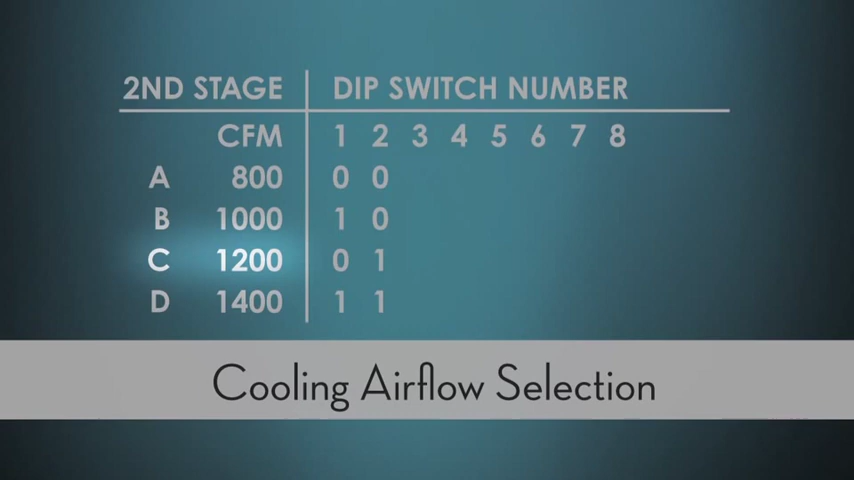 2ND STAGE DIP SWITCH NUMBER
CFM 1 2 3 4 5 6 7 8
A 800 0 0
B 1000 1 0
C 1200 0 1
D 1400 1 1
Cooling Airflow Selection